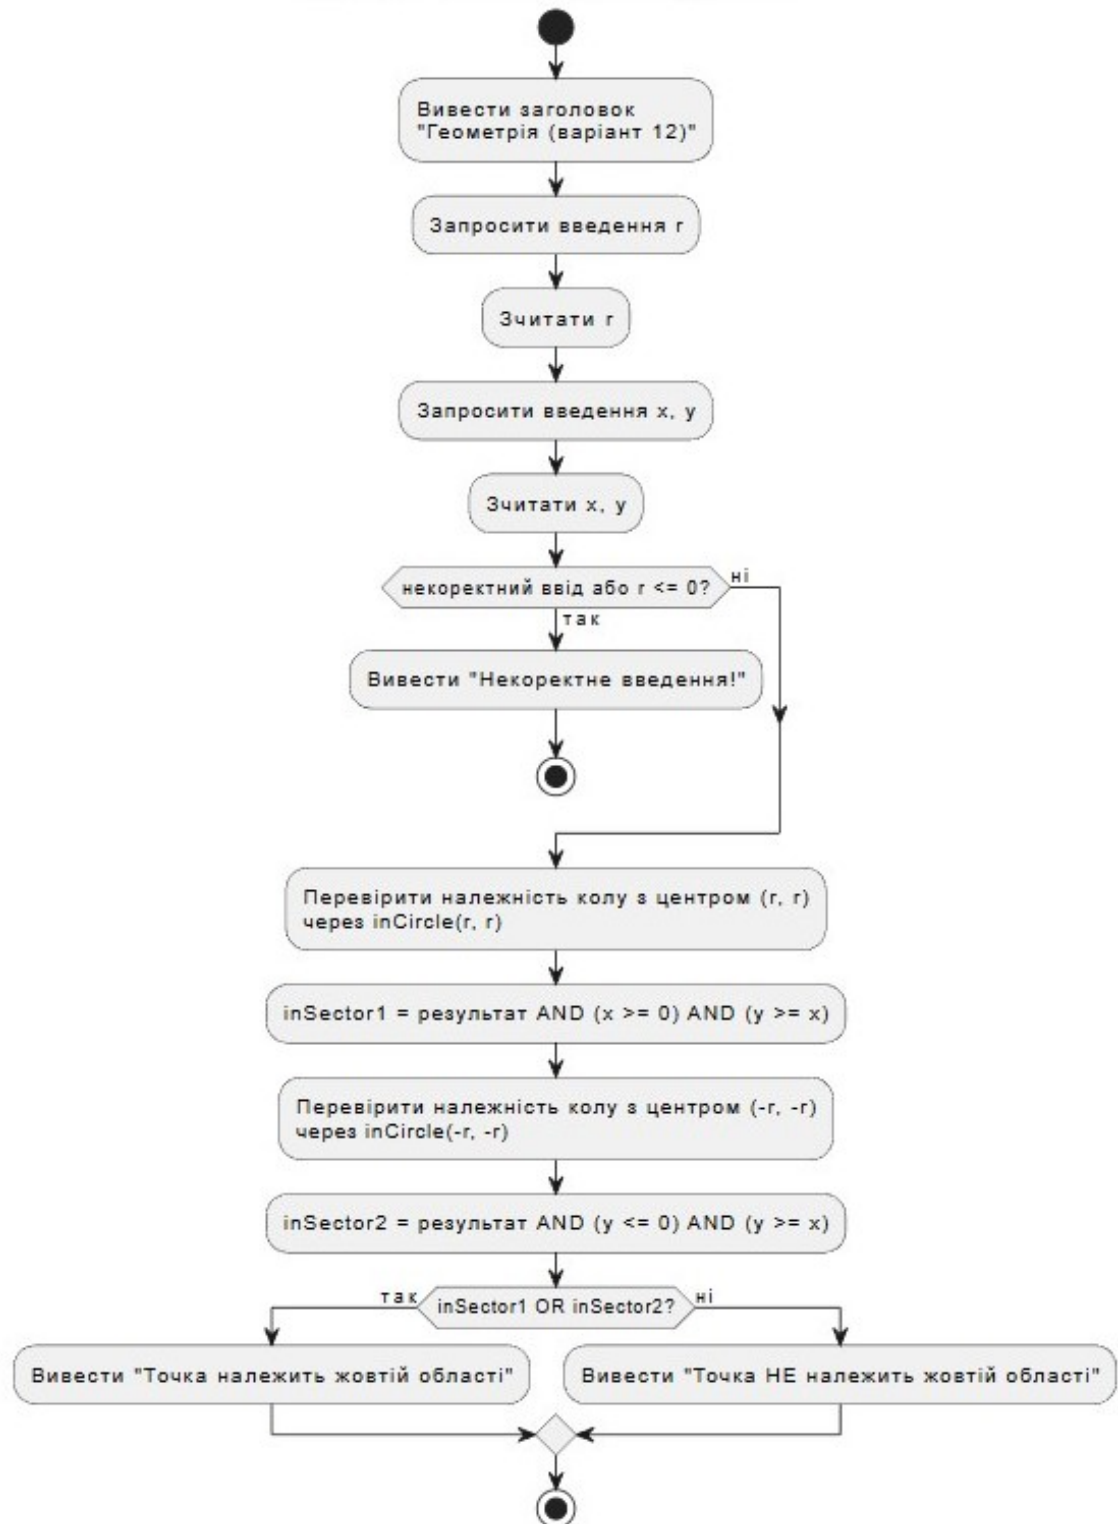 Вивести заголовок
"Геометрія (варіант 12)"
Запросити введення r
Зчитати r
Запросити введення x, y
Зчитати x, y
некоректний ввід або r <= 0?
ні
так
Вивести "Некоректне введення!"
Перевірити належність колу з центром (r, r)
через inCircle(r, r)
inSector1 = результат AND (x >= 0) AND (y >= x)
Перевірити належність колу з центром (-r, -r)
через inCircle(-r, -r)
inSector2 = результат AND (y <= 0) AND (y >= x)
так
inSector1 OR inSector2?
ні
Вивести "Точка належить жовтій області"
Вивести "Точка НЕ належить жовтій області"